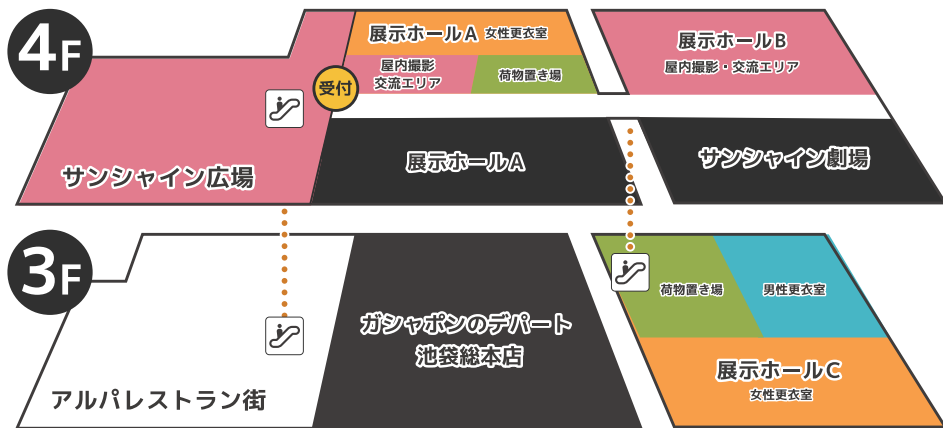 4F
展示ホールA 女性更衣室
屋内撮影
交流エリア
荷物置き場
展示ホールB
屋内撮影・交流エリア
受付
サンシャイン広場
展示ホールA
サンシャイン劇場
3F
荷物置き場
男性更衣室
ガシャポンのデパート
池袋総本店
アルパレストラン街
展示ホールC
女性更衣室